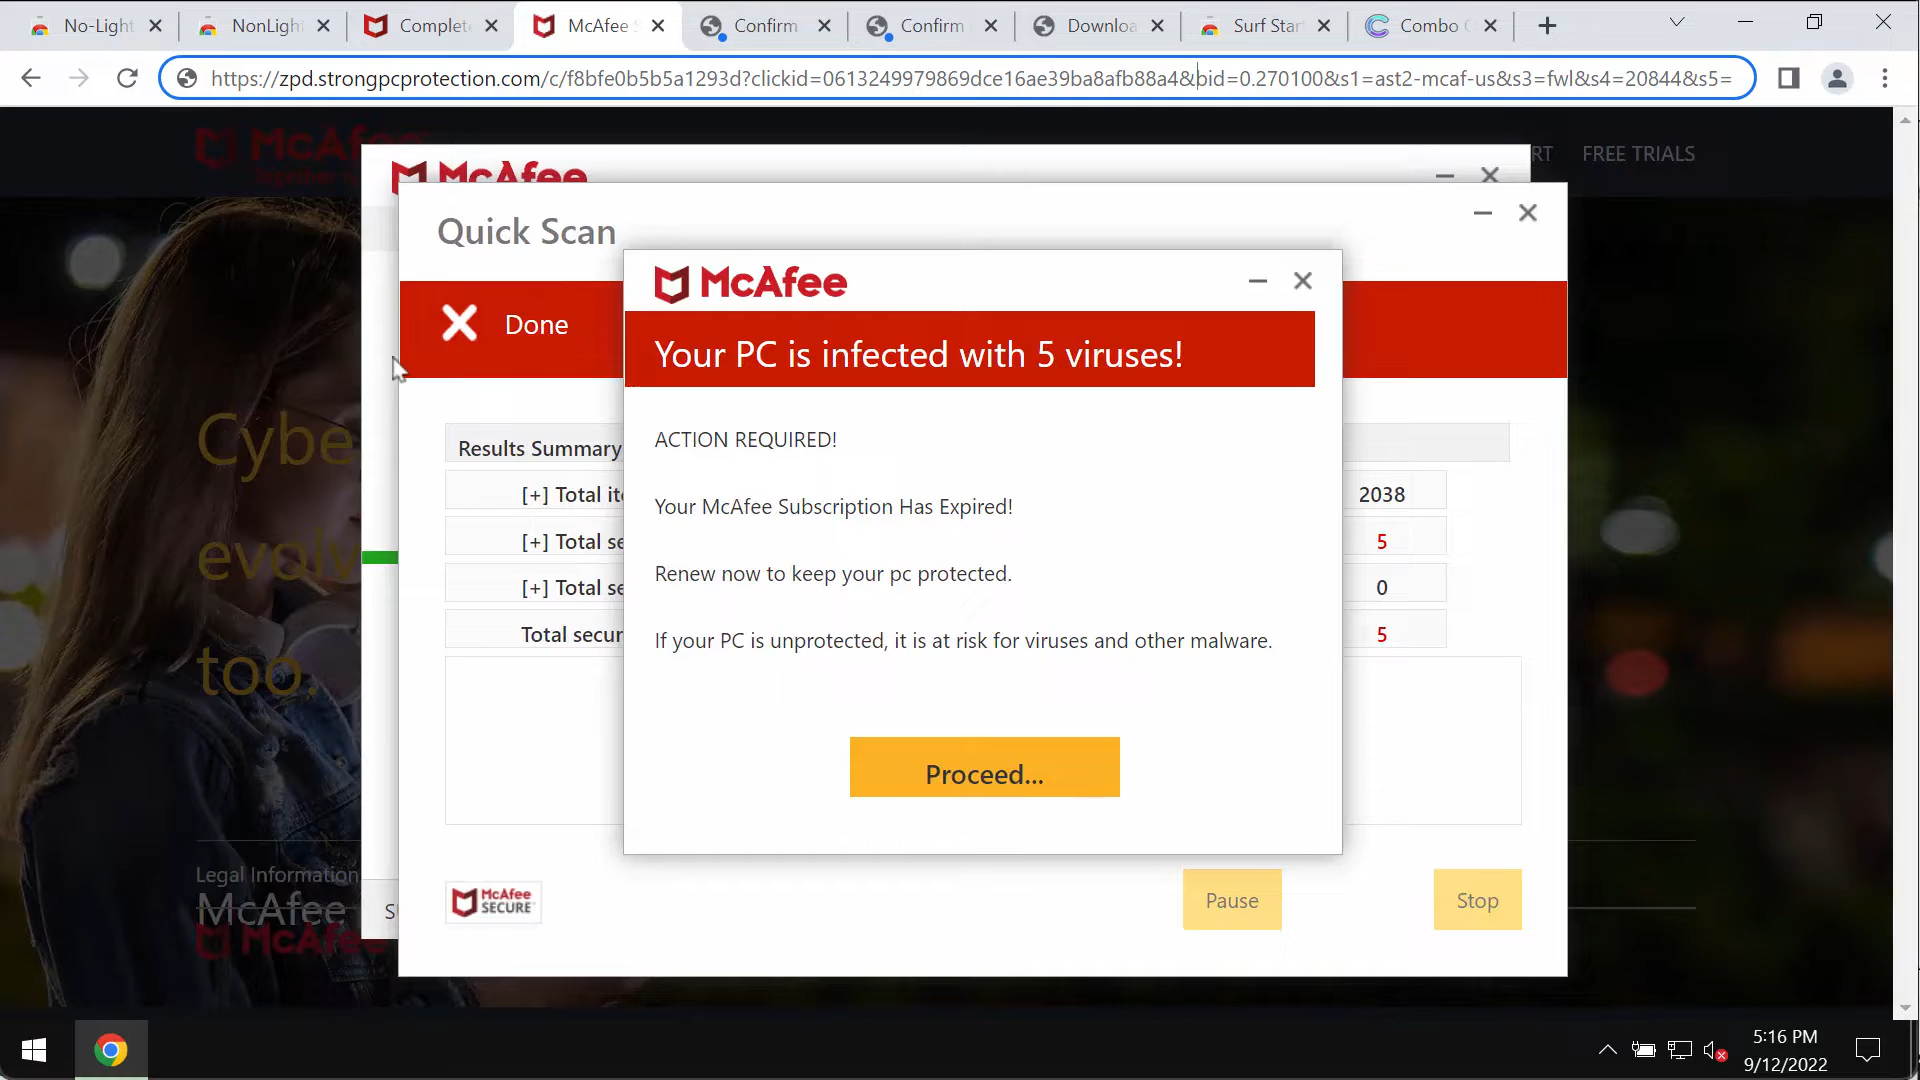 No-Light
NonLight
Complete
McAfee S
Confirm
Confirm
Downloa
Surf Star
Combo C
https://zpd.strongpcprotection.com/c/f8bfe0b5b5a1293d?clickid=0613249979869dce16ae39ba8afb88a4&bid=0.270100&s1=ast2-mcaf-us&s3=fwl&s4=20844&s5=
McAfee
RT FREE TRIALS
McAfee
Quick Scan
McAfee
Done
Your PC is infected with 5 viruses!
Cybe
evolv
too.
ACTION REQUIRED!
Your McAfee Subscription Has Expired!
Renew now to keep your pc protected.
If your PC is unprotected, it is at risk for viruses and other malware.
Proceed...
Results Summary
[+] Total ite 2038
[+] Total se 5
[+] Total se 0
Total secur 5
Legal Information
McAfee
McAfee
McAfee
SECURE
Pause
Stop
5:16 PM
9/12/2022